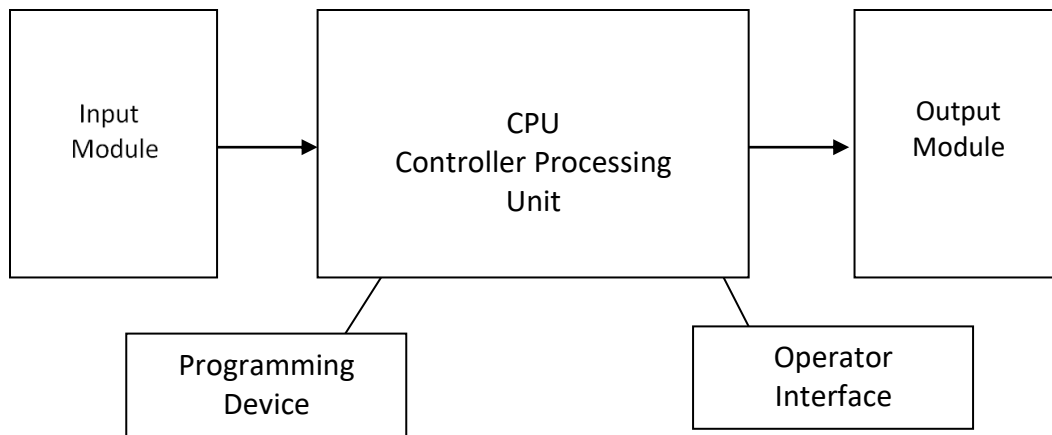 Input
Module
CPU
Controller Processing
Unit
Output
Module
Programming
Device
Operator
Interface